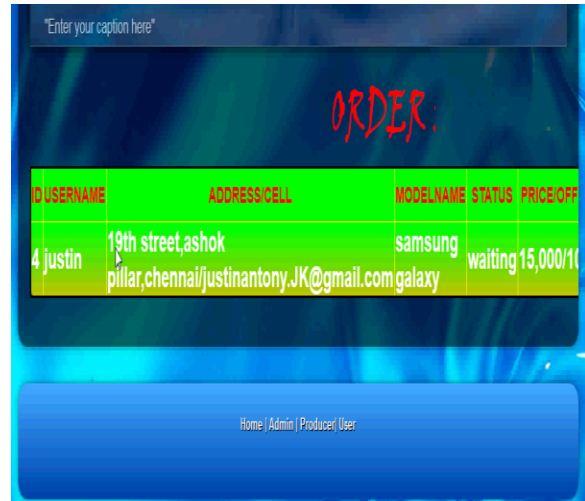 "Enter your caption here"
ORDER:
ID USERNAME ADDRESS/CELL MODELNAME STATUS PRICE/OFF
4 justin 19th street,ashok samsung waiting 15,000/10
pillar,chennai/justinantony.JK@gmail.com galaxy
Home | Admin | Producer| User